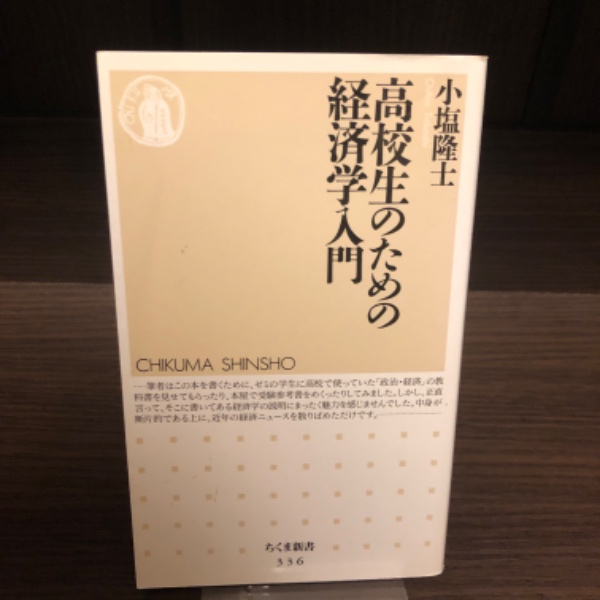 小塩隆士
高校生のための
経済学入門
CHIKUMA SHINSHO
―筆者はこの本を書くために、ゼミの学生に高校で使っていた「政治・経済」の教
科書を見せてもらったり、本屋で受験参考書をめくったりしてみました。しかし、正直
言って、そこに書いてある経済学の説明にまったく魅力を感じませんでした。中身が
断片的である上に、近年の経済ニュースを散りばめただけです。
ちくま新書
336